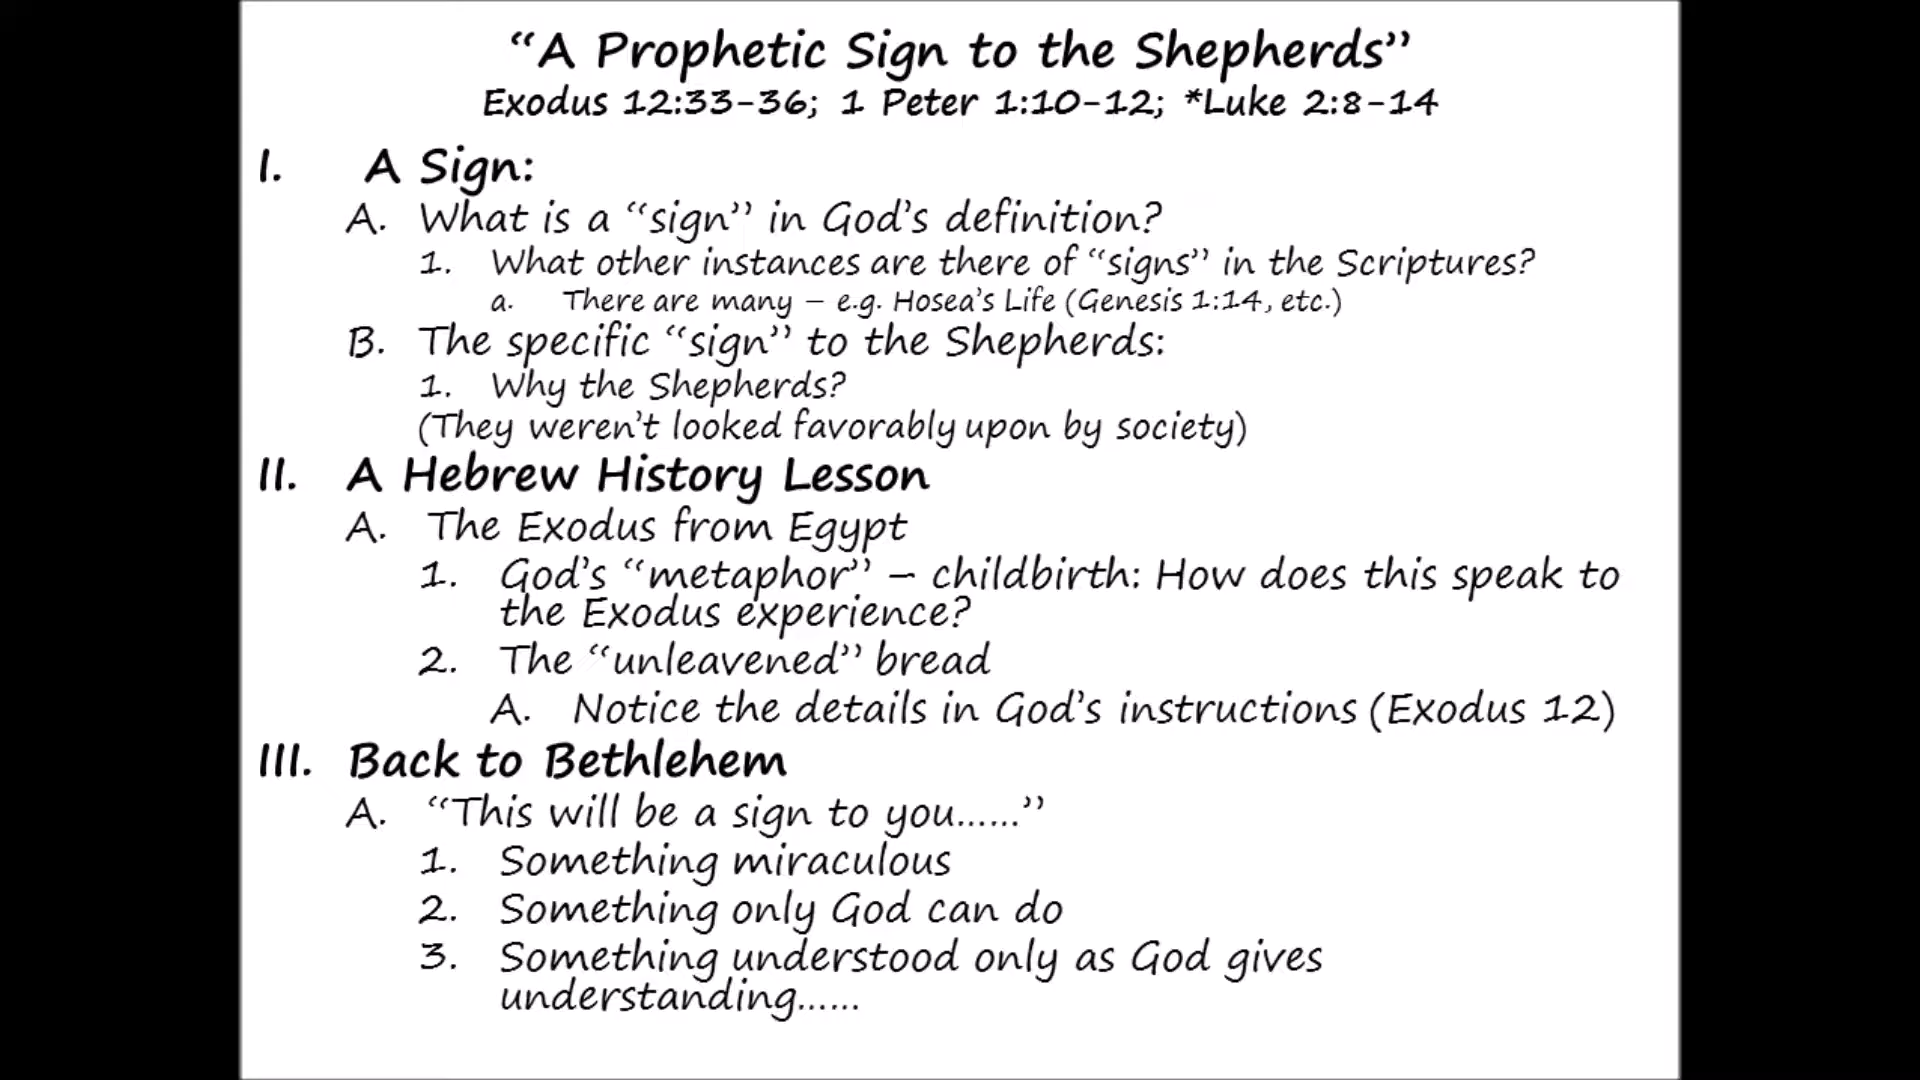 “A Prophetic Sign to the Shepherds”
Exodus 12:33-36; 1 Peter 1:10-12; *Luke 2:8-14
I. A Sign:
A. What is a “sign” in God’s definition?
1. What other instances are there of “signs” in the Scriptures?
a. There are many – e.g. Hosea’s Life (Genesis 1:14, etc.)
B. The specific “sign” to the Shepherds:
1. Why the Shepherds?
(They weren’t looked favorably upon by society)
II. A Hebrew History Lesson
A. The Exodus from Egypt
1. God’s “metaphor” – childbirth: How does this speak to
the Exodus experience?
2. The “unleavened” bread
A. Notice the details in God’s instructions (Exodus 12)
III. Back to Bethlehem
A. “This will be a sign to you......”
1. Something miraculous
2. Something only God can do
3. Something understood only as God gives
understanding......